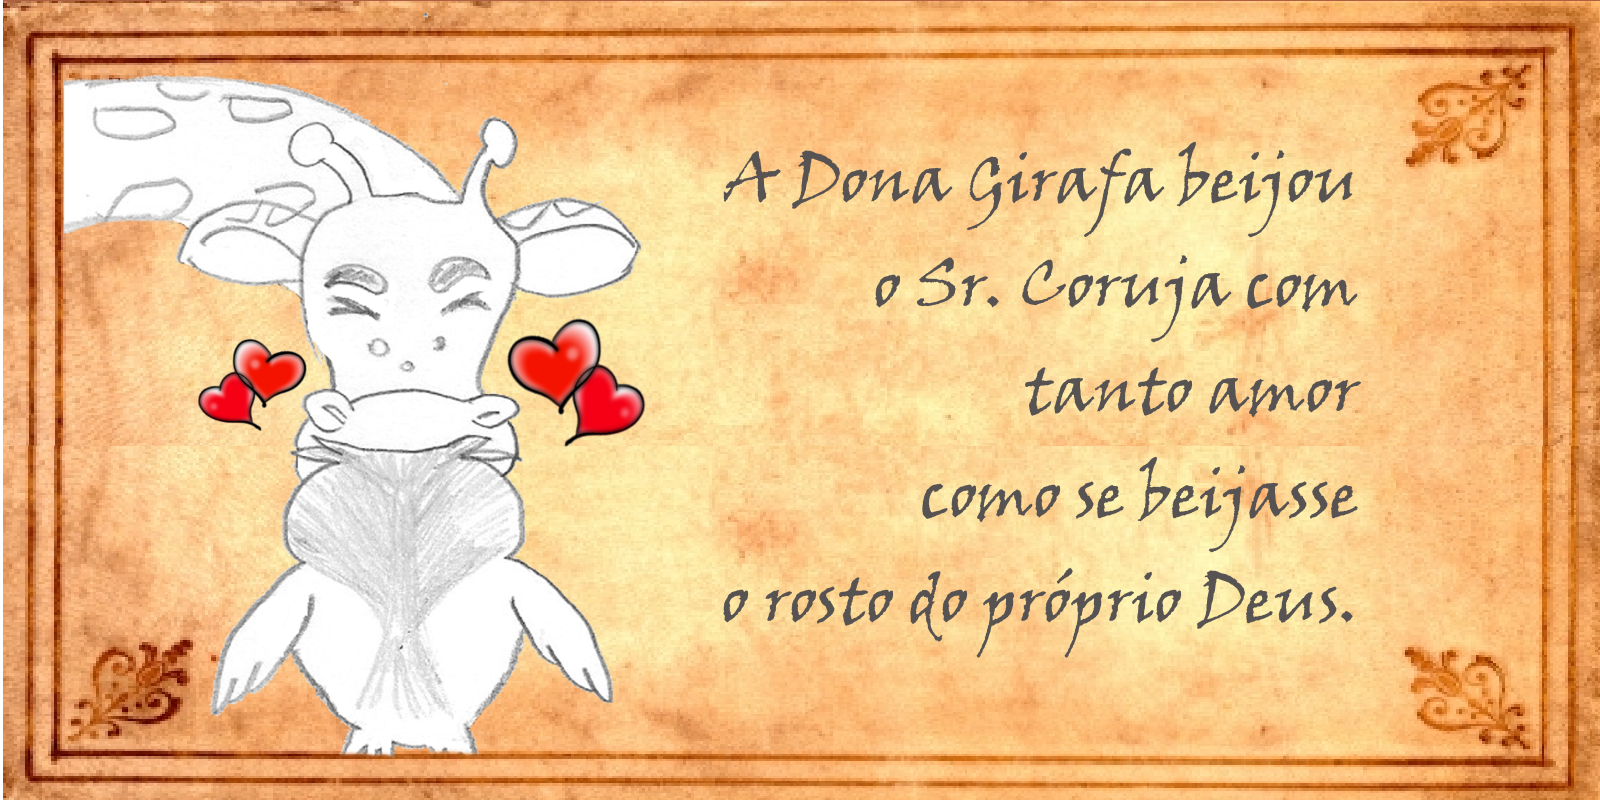 A Dona Girafa beijou
o Sr. Coruja com
tanto amor
como se beijasse
o rosto do próprio Deus.